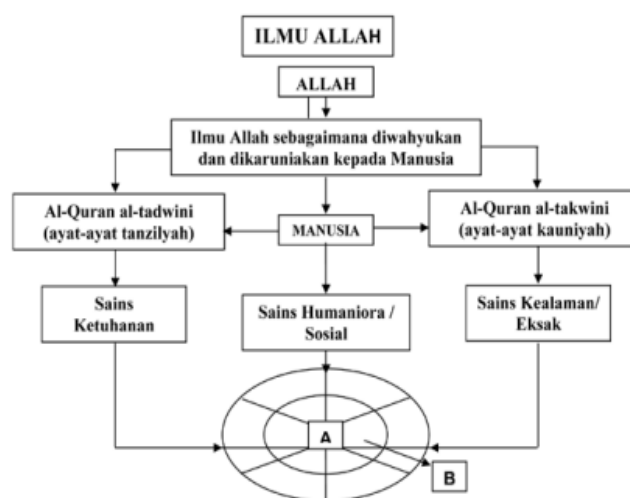 ILMU ALLAH
ALLAH
Ilmu Allah sebagaimana diwahyukan
dan dikaruniakan kepada Manusia
Al-Quran al-tadwini
(ayat-ayat tanzilyah)
MANUSIA
Al-Quran al-takwini
(ayat-ayat kauniyah)
Sains
Ketuhanan
Sains Humaniora /
Sosial
Sains Kealaman/
Eksak
A
B